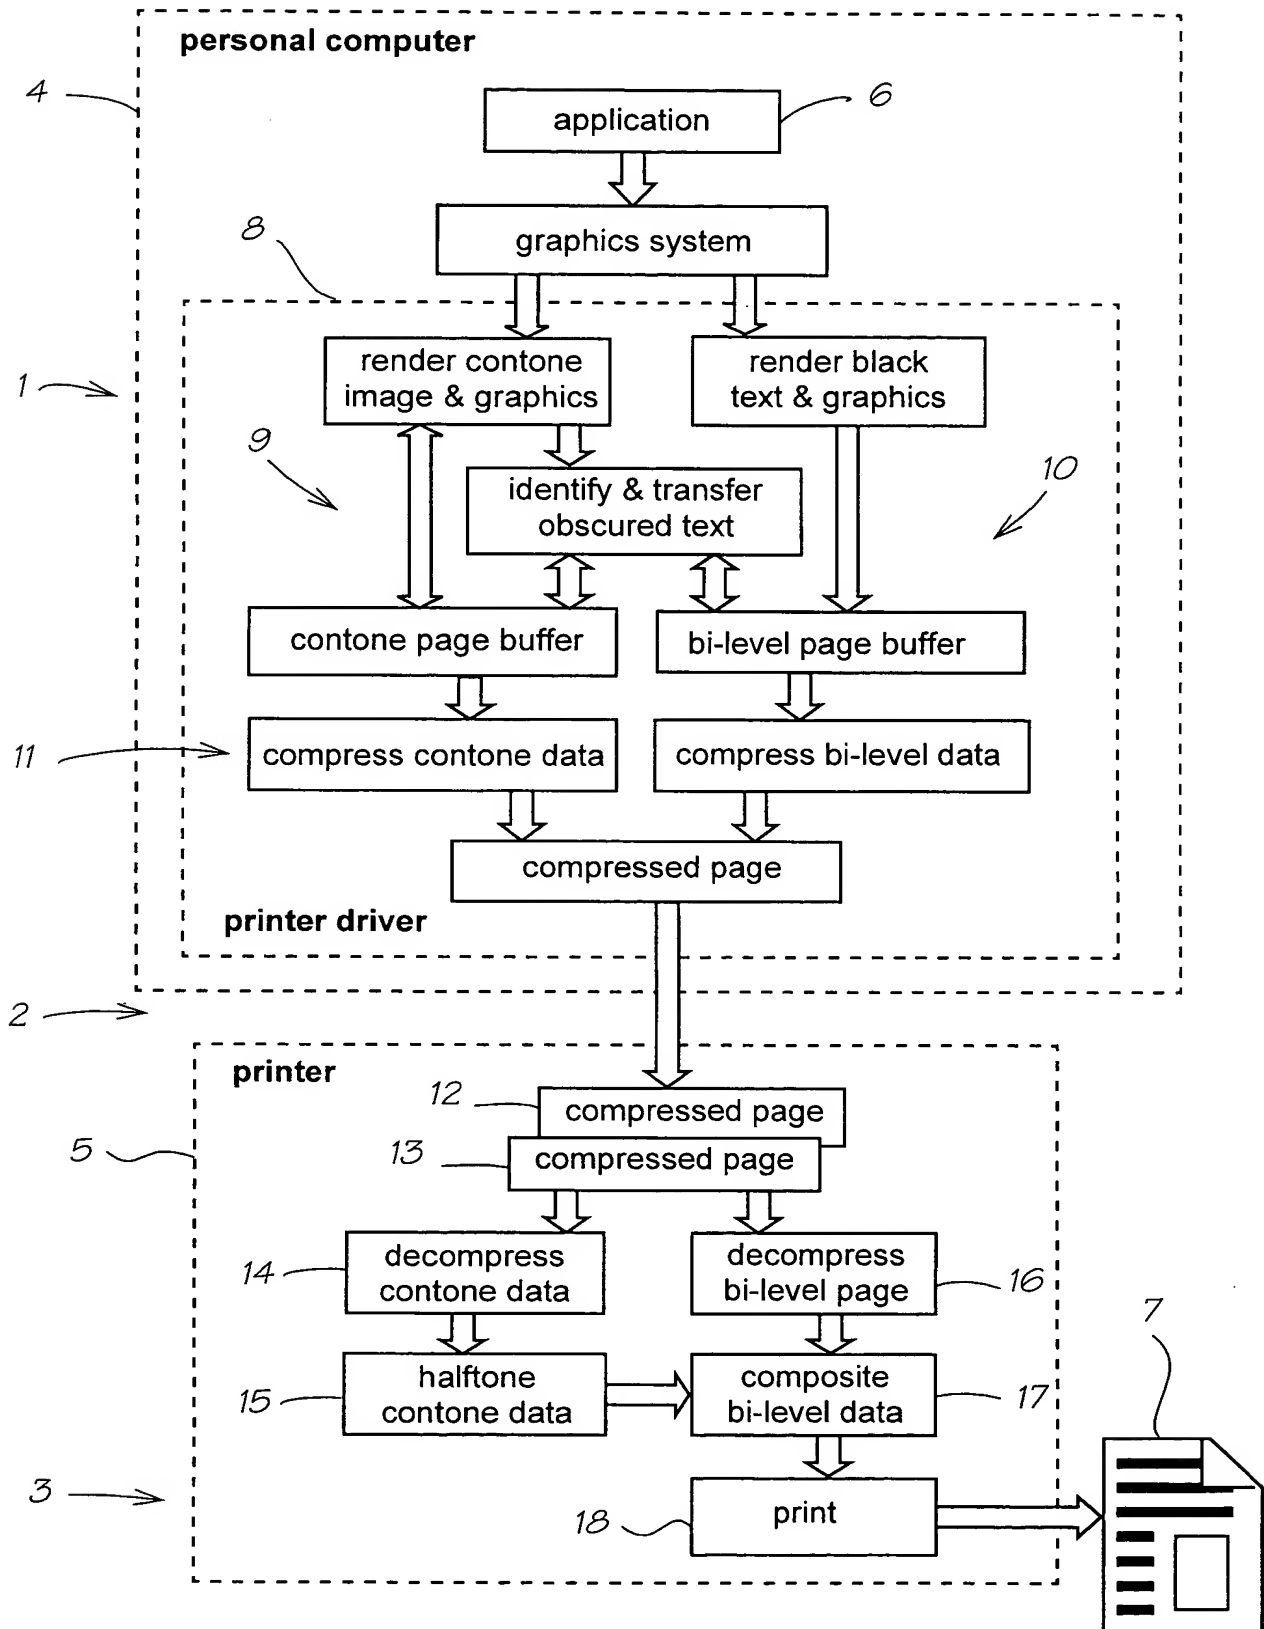 personal computer
4
6
application
8
graphics system
1
render contone
image & graphics
render black
text & graphics
9
10
identify & transfer
obscured text
contone page buffer
bi-level page buffer
11
compress contone data
compress bi-level data
compressed page
printer driver
2
printer
12
compressed page
5
13
compressed page
14
decompress
contone data
decompress
bi-level page
16
7
15
halftone
contone data
composite
bi-level data
17
3
18
print